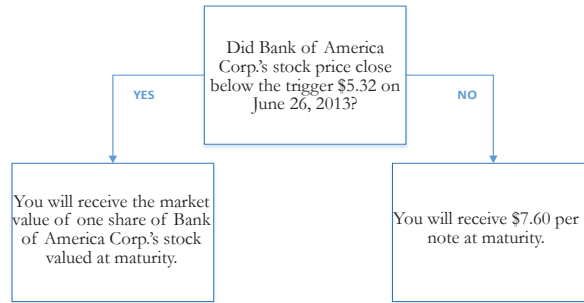 Did Bank of America
Corp.'s stock price close
below the trigger $5.32 on
June 26, 2013?
YES
NO
You will receive the market
value of one share of Bank
of America Corp.'s stock
valued at maturity.
You will receive $7.60 per
note at maturity.